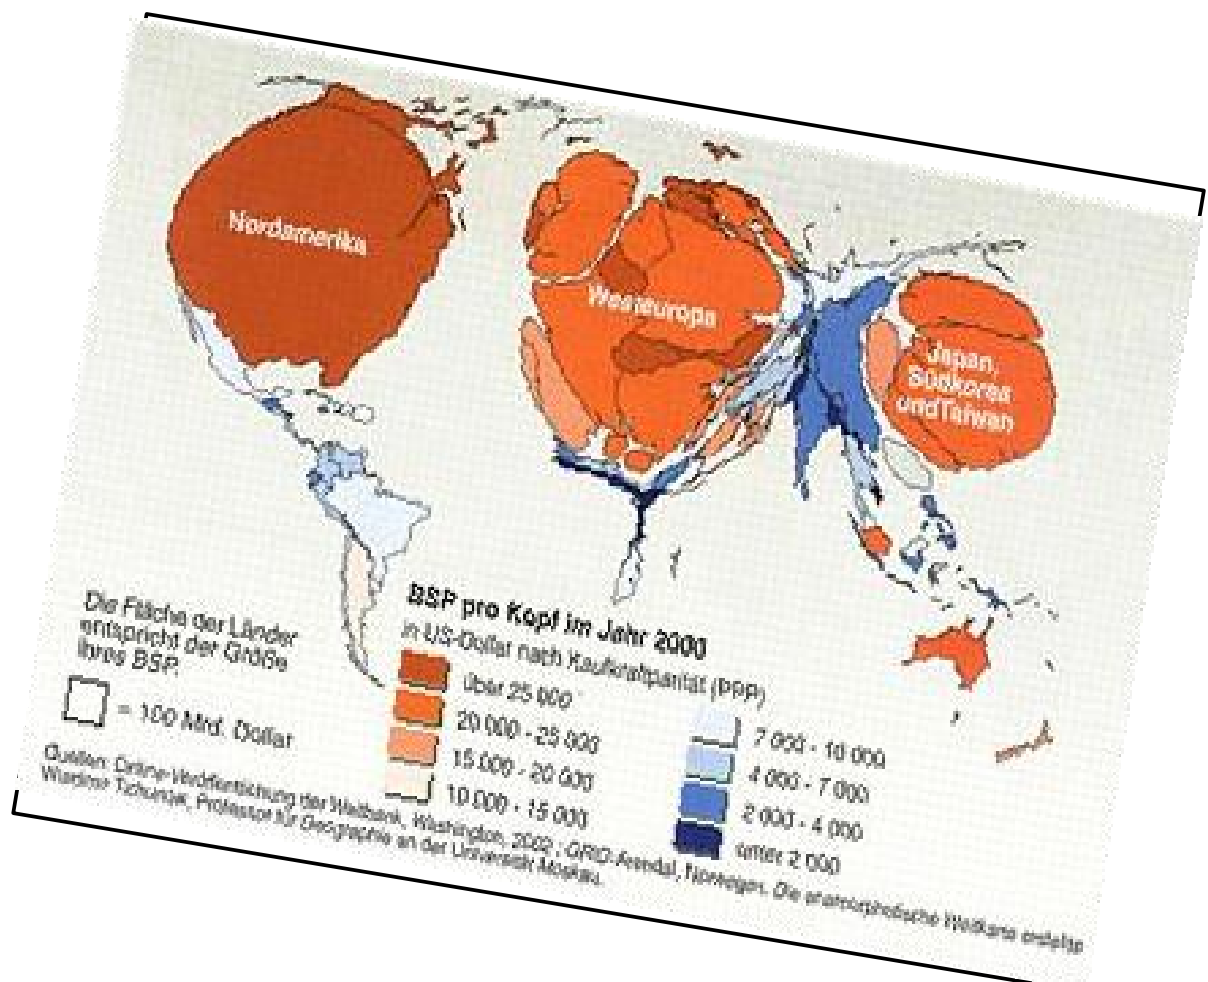 Nordamerika
Westeuropa
Japan,
Südkorea
und Taiwan
Die Fläche der Länder
entspricht der Größe
ihres BSP.
= 100 Mrd. Dollar
BSP pro Kopf im Jahr 2000
in US-Dollar nach Kaufkraftparität (PPP)
über 25 000
20 000 - 25 000
15 000 - 20 000
10 000 - 15 000
7 000 - 10 000
4 000 - 7 000
2 000 - 4 000
unter 2 000
Quellen: Online-Veröffentlichung der Weltbank, Washington, 2002 ; GRID-Arendal, Norwegen. Die anamorphotische Weltkarte erstellte
Wladimir Tikunow, Professor für Geographie an der Universität Moskau.